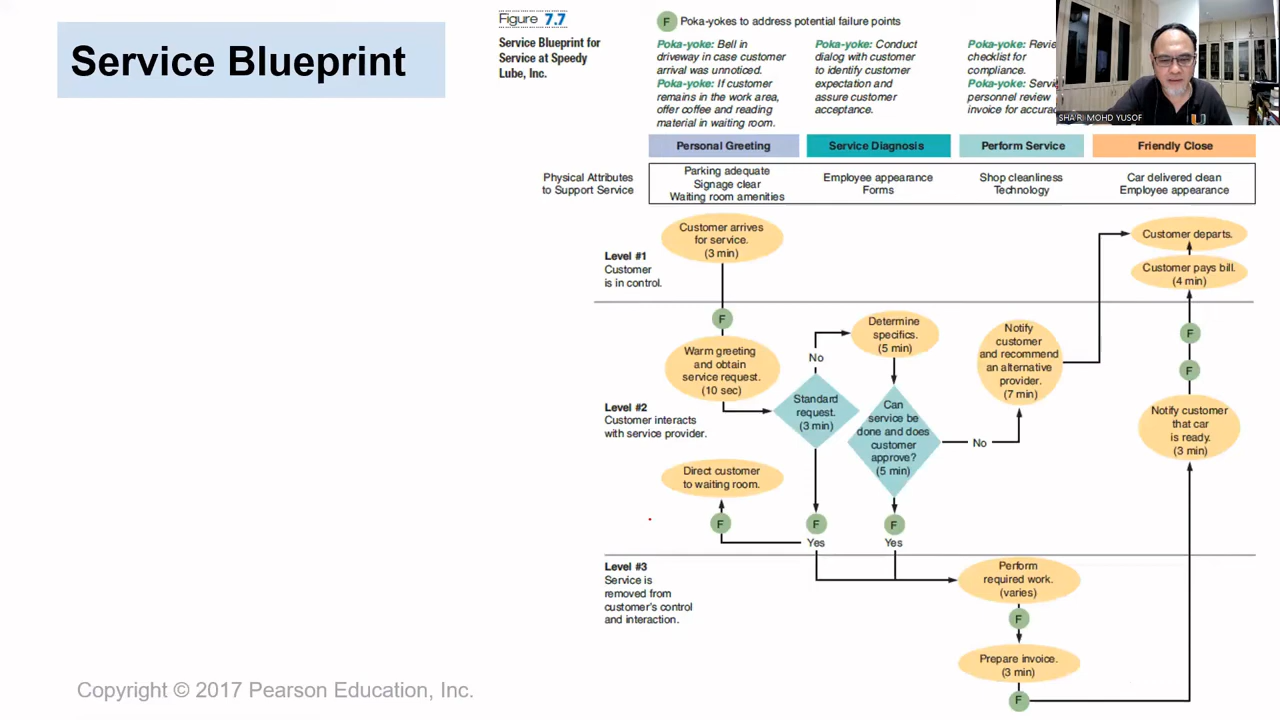 Service Blueprint
Figure 7.7
Service Blueprint for
Service at Speedy
Lube, Inc.
F Poka-yokes to address potential failure points
Poka-yoke: Bell in
driveway in case customer
arrival was unnoticed.
Poka-yoke: If customer
remains in the work area,
offer coffee and reading
material in waiting room.
Poka-yoke: Conduct
dialog with customer
to identify customer
expectation and
assure customer
acceptance.
Poka-yoke:
checklist for
compliance.
Poka-yoke:
personnel review
invoice for
SHA'RI MOHD YUSOF
Personal Greeting
Service Diagnosis
Perform Service
Friendly Close
Physical Attributes
to Support Service
Parking adequate
Signage clear
Waiting room amenities
Employee appearance
Forms
Shop cleanliness
Technology
Car delivered clean
Employee appearance
Level #1
Customer
is in control.
Customer arrives
for service.
(3 min)
Customer departs.
Customer pays bill.
(4 min)
F
F
F
Level #2
Customer interacts
with service provider.
Warm greeting
and obtain
service request.
(10 sec)
No
Standard
request.
(3 min)
Determine
specifics.
(5 min)
Can
service be
done and does
customer
approve?
(5 min)
No
Notify
customer
and recommend
an alternative
provider.
(7 min)
Notify customer
that car
is ready.
(3 min)
Direct customer
to waiting room.
F
F
F
Yes
Yes
Level #3
Service is
removed from
customer's control
and interaction.
Perform
required work.
(varies)
F
Prepare invoice.
(3 min)
F
Copyright © 2017 Pearson Education, Inc.